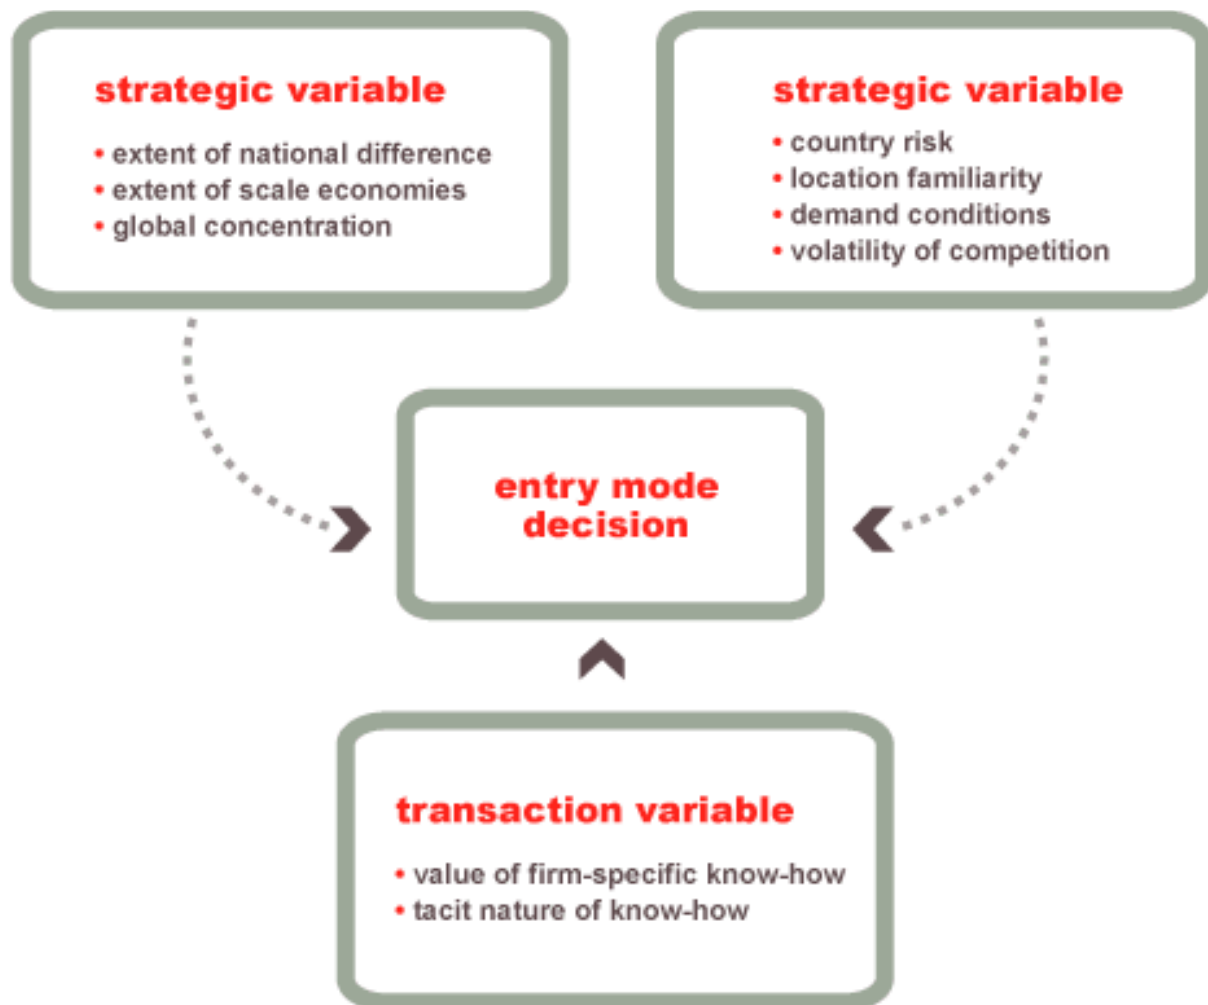 strategic variable
• extent of national difference
• extent of scale economies
• global concentration
strategic variable
• country risk
• location familiarity
• demand conditions
• volatility of competition
entry mode
decision
transaction variable
• value of firm-specific know-how
• tacit nature of know-how